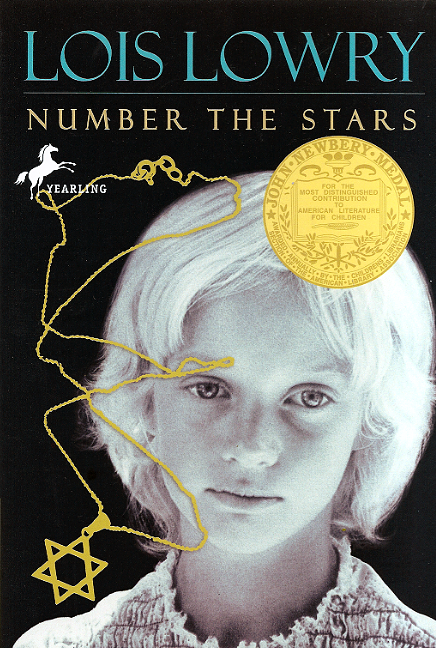 LOIS LOWRY
NUMBER THE STARS
YEARLING
JOHN NEWBERY MEDAL
FOR THE
MOST DISTINGUISHED
CONTRIBUTION TO
AMERICAN LITERATURE
FOR CHILDREN